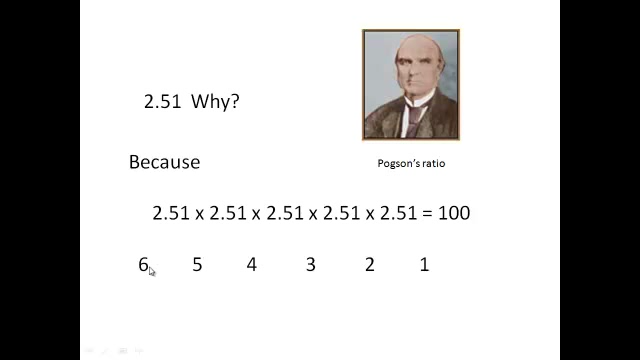 2.51 Why?
Because
Pogson's ratio
2.51 x 2.51 x 2.51 x 2.51 x 2.51 = 100
6 5 4 3 2 1